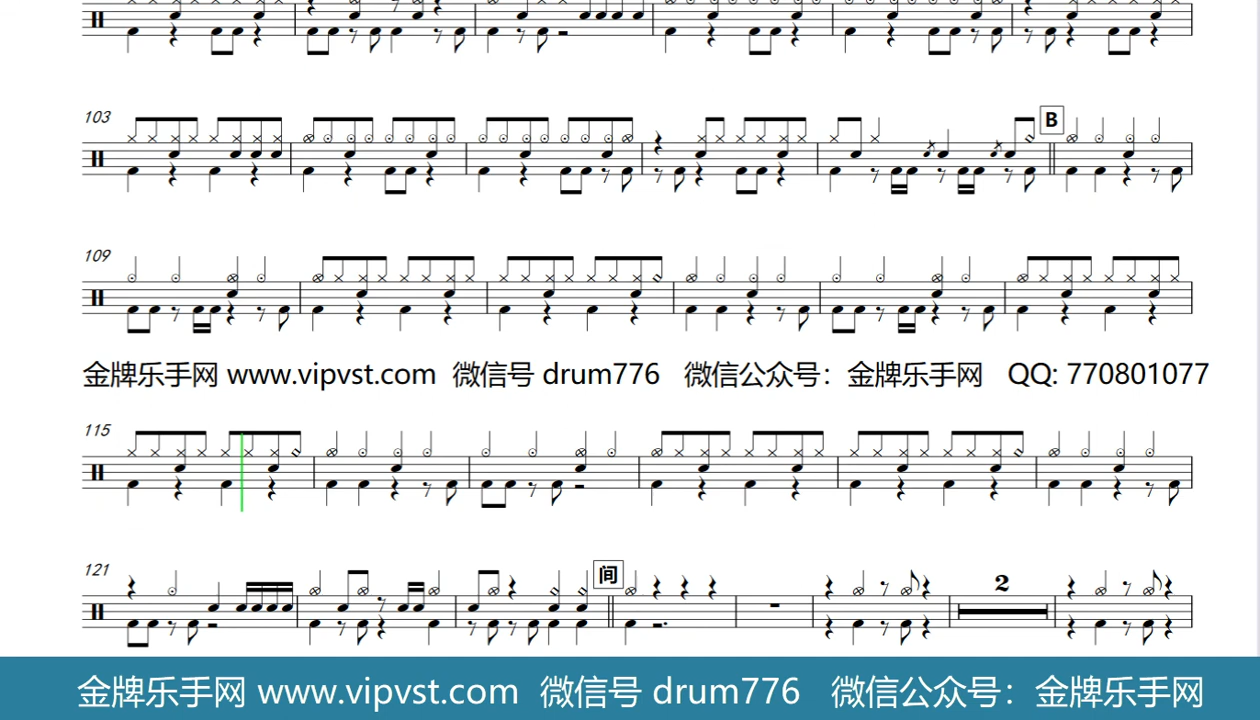 103
B
109
金牌乐手网 www.vipvst.com 微信号 drum776 微信公众号：金牌乐手网 QQ: 770801077
115
121
间
2
金牌乐手网 www.vipvst.com 微信号 drum776 微信公众号：金牌乐手网